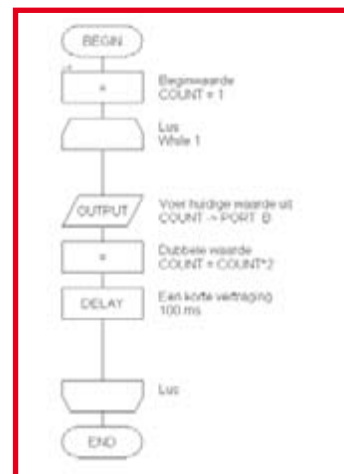 BEGIN
=
Beginwaarde
COUNT = 1
Lus
While 1
OUTPUT
Voer huidige waarde uit
COUNT -> PORT B
=
Dubbele waarde
COUNT = COUNT*2
DELAY
Een korte vertraging
100 ms
Lus
END